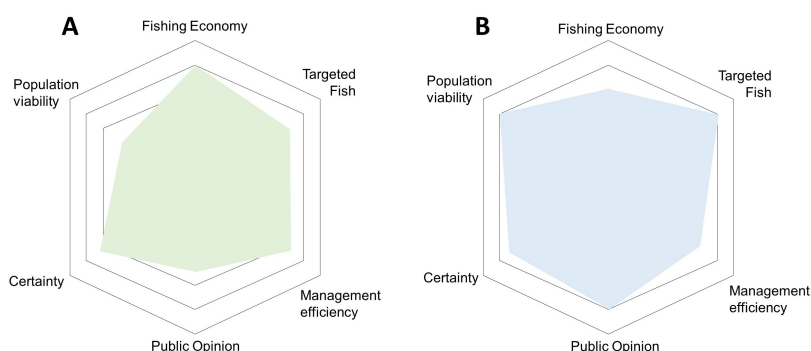 A
Fishing Economy
Targeted
Fish
Population
viability
Certainty
Management
efficiency
Public Opinion
B
Fishing Economy
Targeted
Fish
Population
viability
Certainty
Management
efficiency
Public Opinion